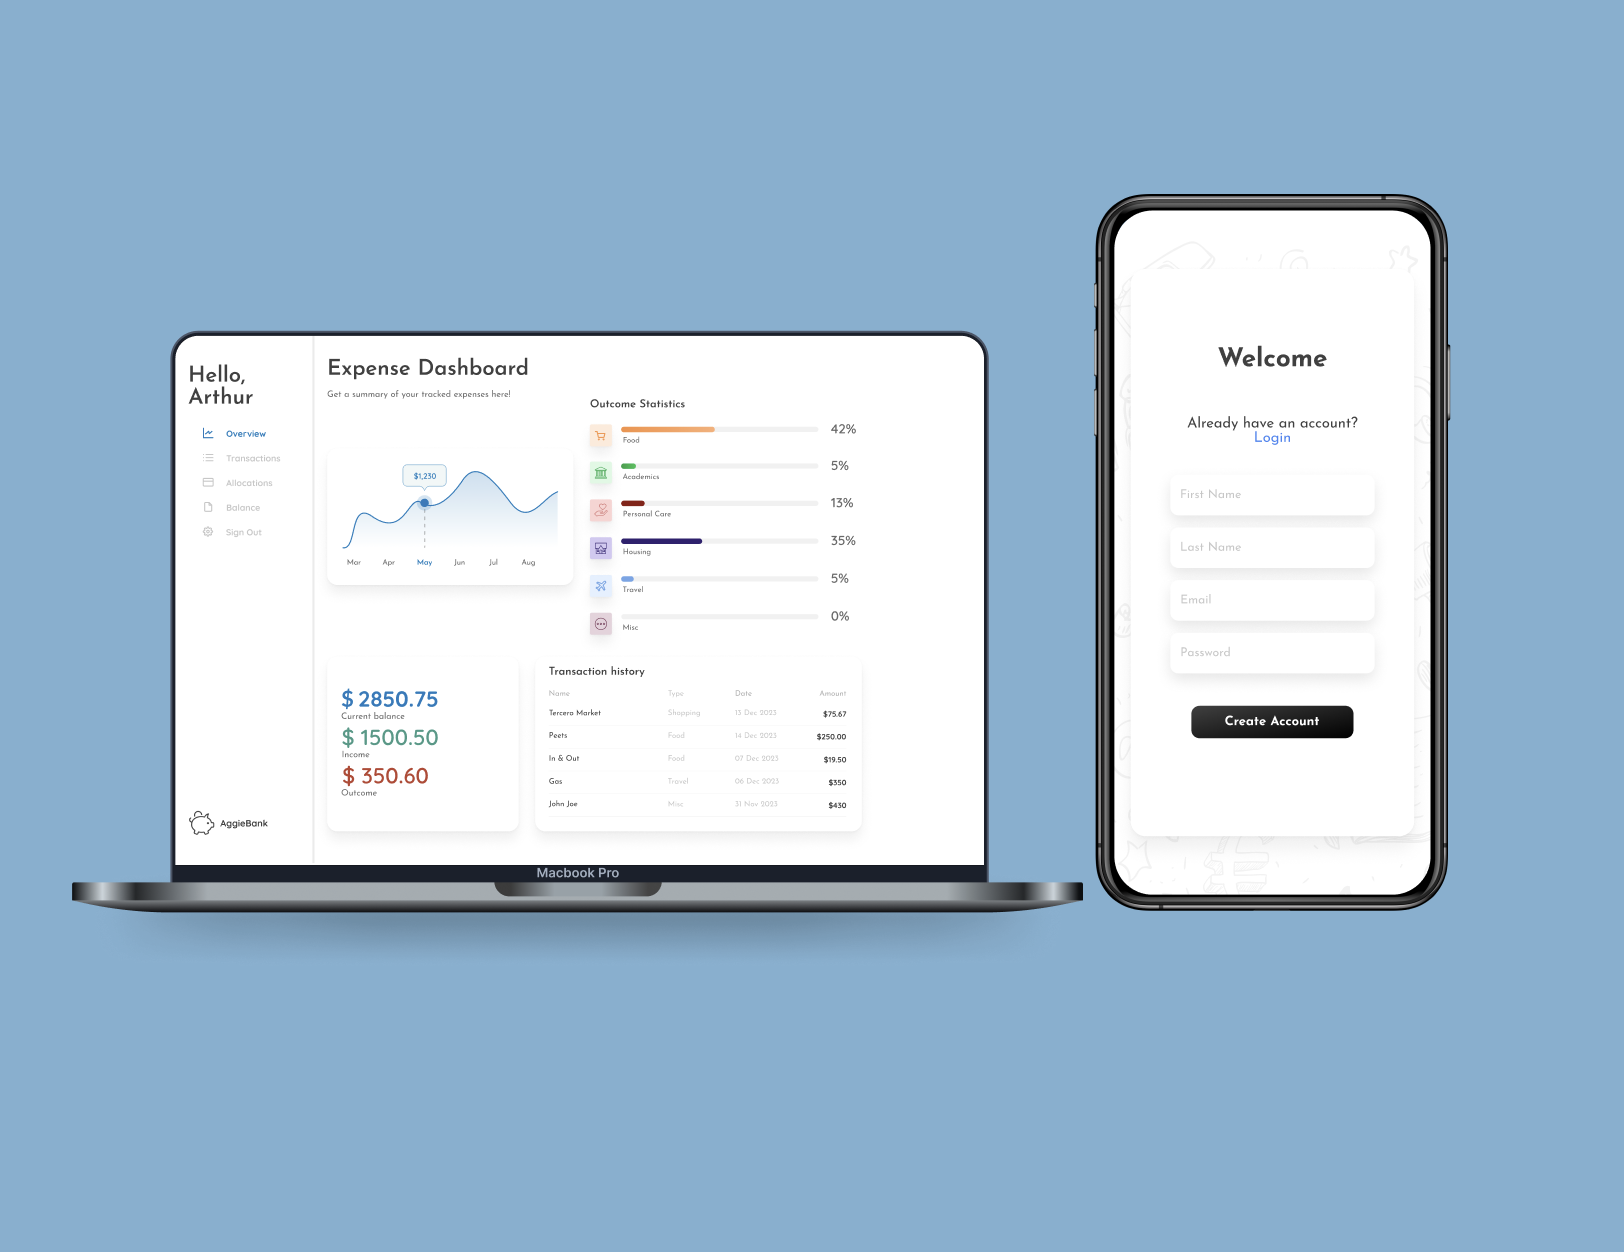 Hello,
Arthur
Overview
Transactions
Allocations
Balance
Sign Out
AggieBank
Expense Dashboard
Get a summary of your tracked expenses here!
$1,230
Mar Apr May Jun Jul Aug
Outcome Statistics
42%
Food
5%
Academics
13%
Personal Care
35%
Housing
5%
Travel
0%
Misc
$ 2850.75
Current balance
$ 1500.50
Income
$ 350.60
Outcome
Transaction history
Name Type Date Amount
Tercero Market Shopping 13 Dec 2023 $75.67
Peets Food 14 Dec 2023 $250.00
In & Out Food 07 Dec 2023 $19.50
Gas Travel 06 Dec 2023 $350
John Joe Misc 31 Nov 2023 $430
Macbook Pro
Welcome
Already have an account?
Login
First Name
Last Name
Email
Password
Create Account